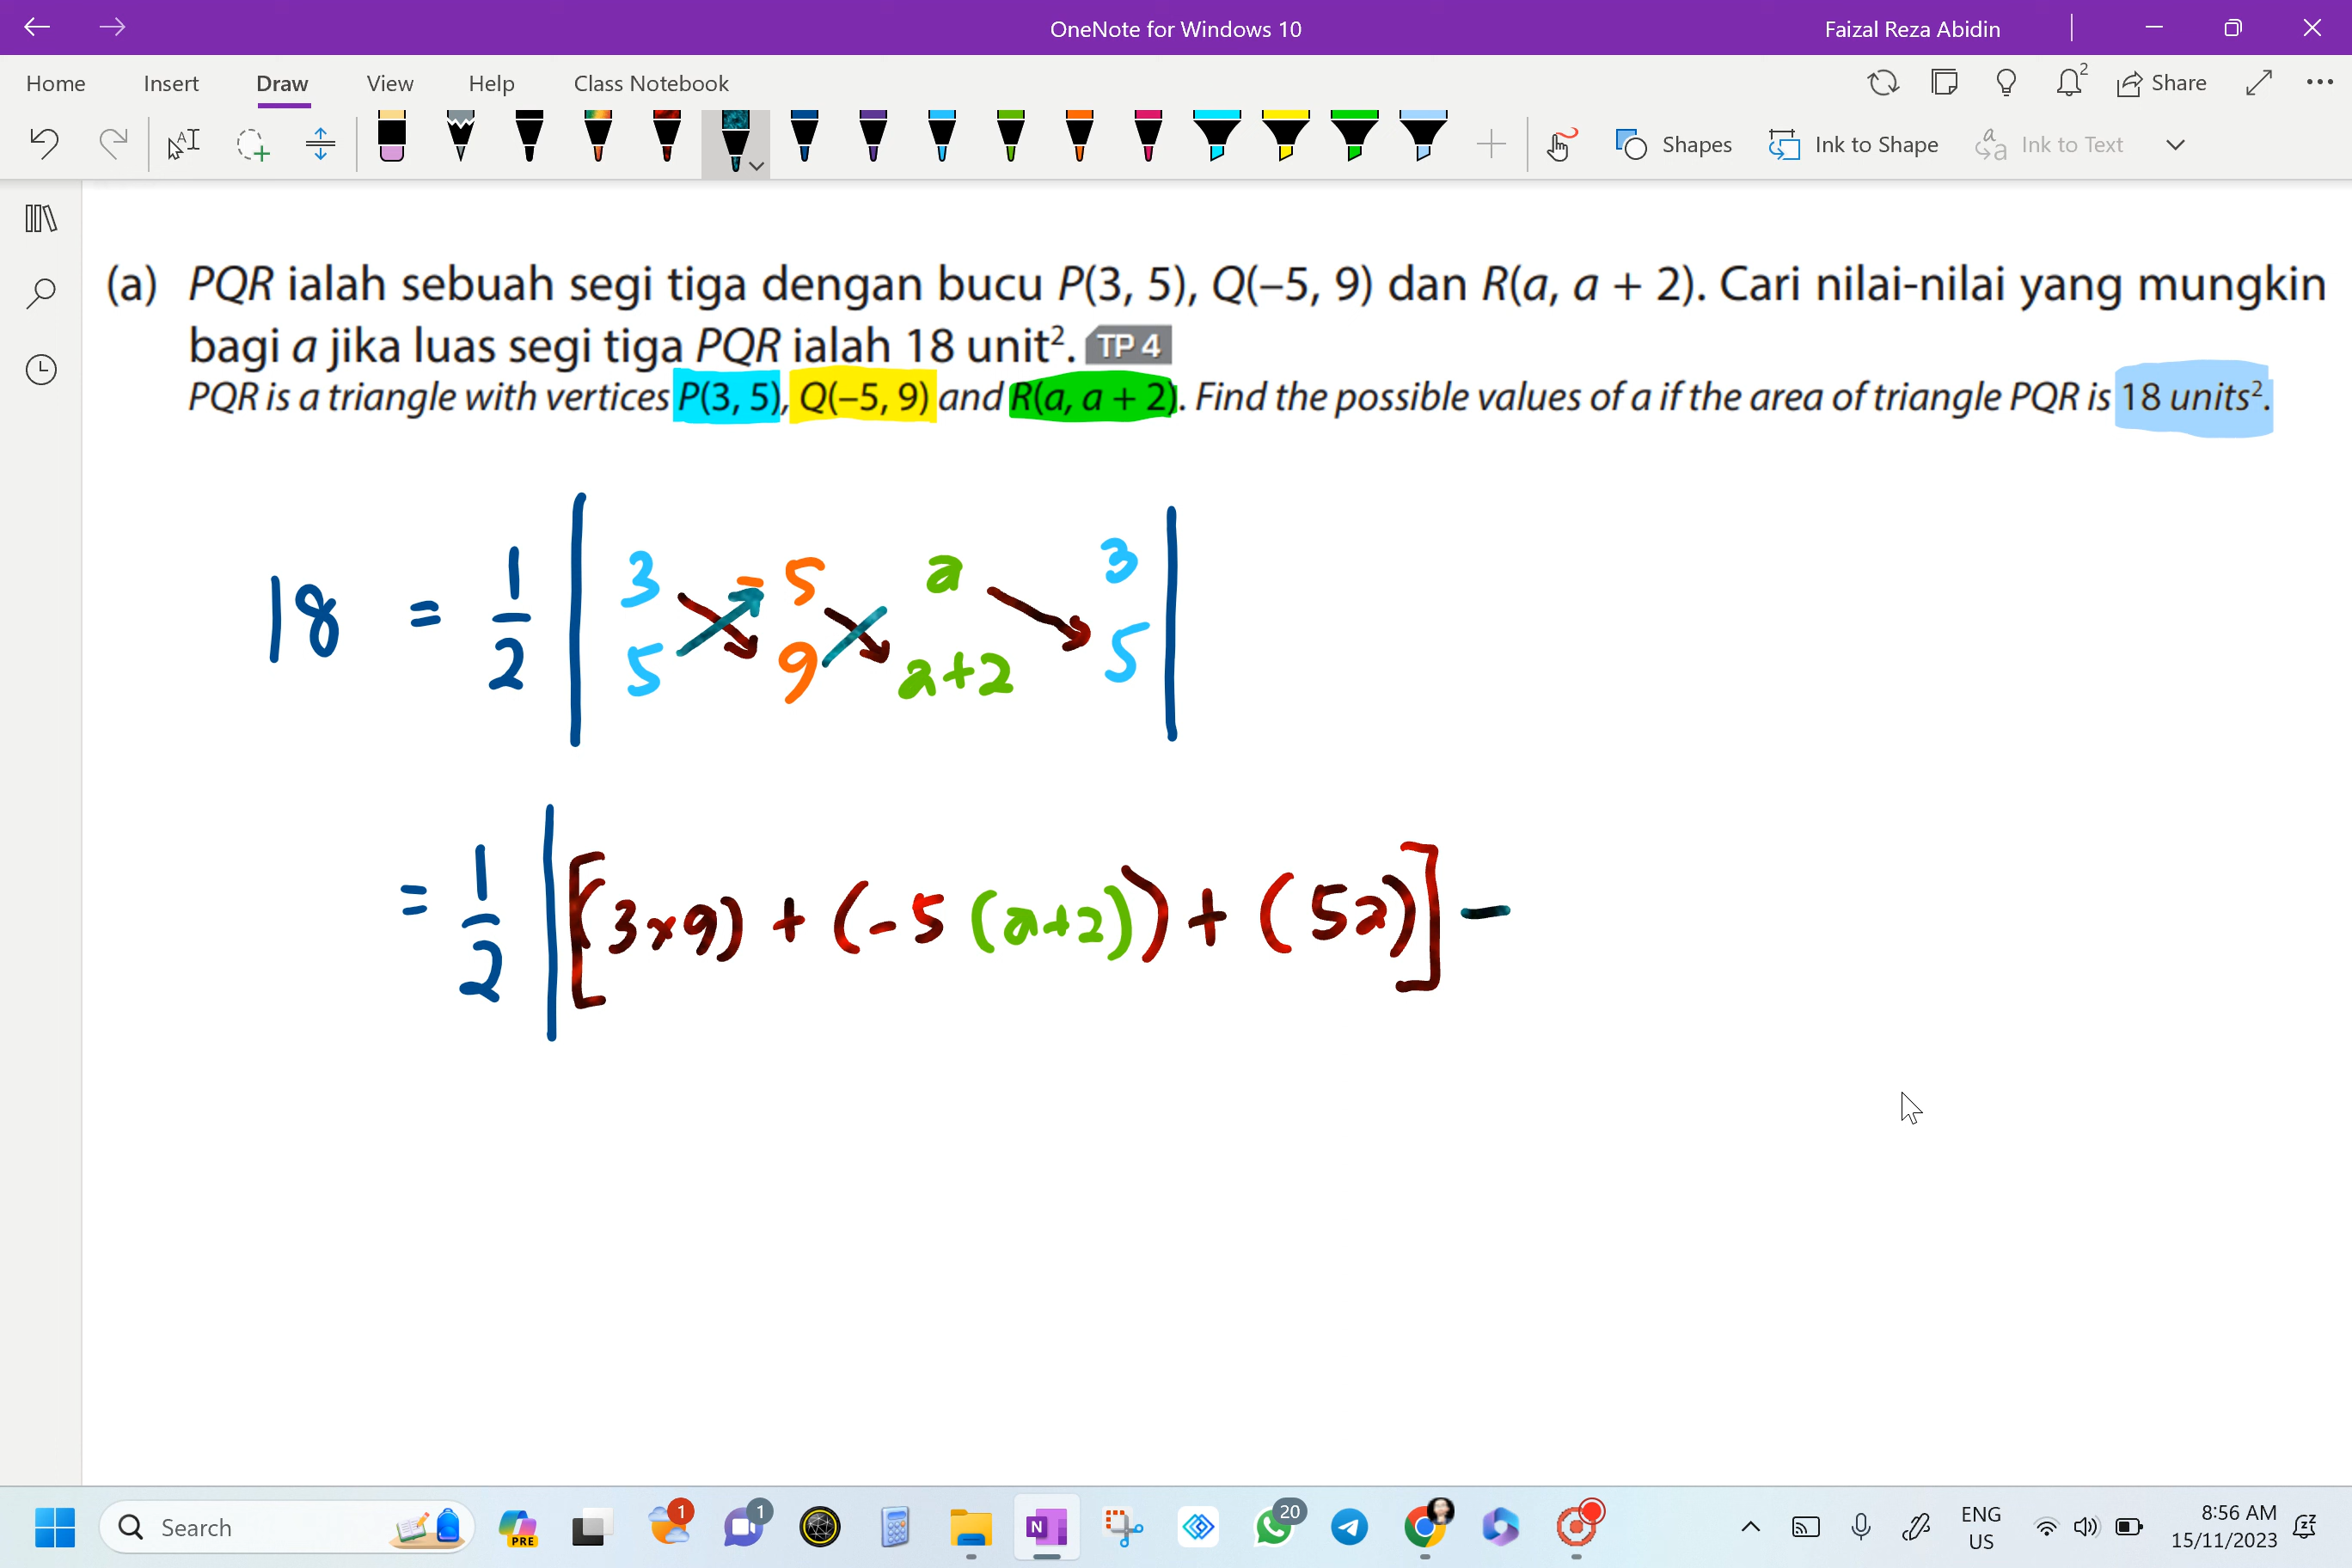 OneNote for Windows 10
Faizal Reza Abidin
Home Insert Draw View Help Class Notebook
2
Share
Shapes Ink to Shape Ink to Text
(a) PQR ialah sebuah segi tiga dengan bucu P(3, 5), Q(–5, 9) dan R(a, a + 2). Cari nilai-nilai yang mungkin
bagi a jika luas segi tiga PQR ialah 18 unit². TP 4
PQR is a triangle with vertices P(3, 5), Q(–5, 9) and R(a, a + 2). Find the possible values of a if the area of triangle PQR is 18 units².
18 = 1/2 | 3 -5 a 3
5 9 a+2 5 |
= 1/2 | [(3×9) + (-5 (a+2)) + (5a)] -
Search
PRE
1
1
N
20
ENG
US
8:56 AM
15/11/2023